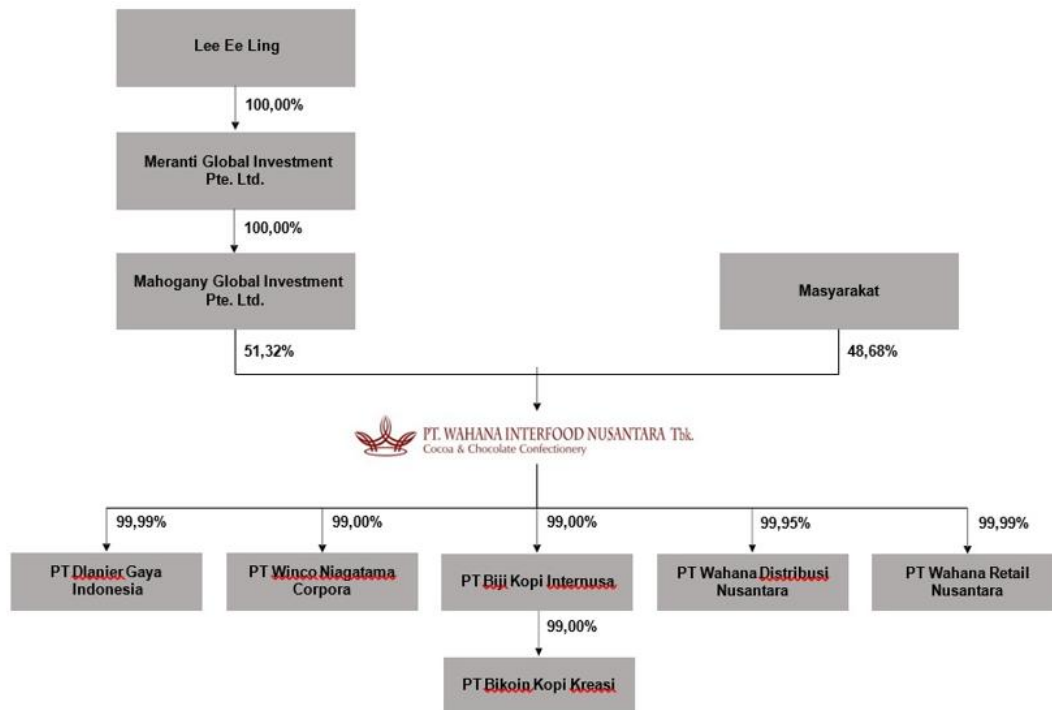 Lee Ee Ling
100,00%
Meranti Global Investment
Pte. Ltd.
100,00%
Mahogany Global Investment
Pte. Ltd.
Masyarakat
51,32%
48,68%
PT. WAHANA INTERFOOD NUSANTARA Tbk.
Cocoa & Chocolate Confectionery
99,99%
99,00%
99,00%
99,95%
99,99%
PT Dlanier Gaya
Indonesia
PT Winco Niagatama
Corpora
PT Biji Kopi Internusa
PT Wahana Distribusi
Nusantara
PT Wahana Retail
Nusantara
99,00%
PT Bikoin Kopi Kreasi